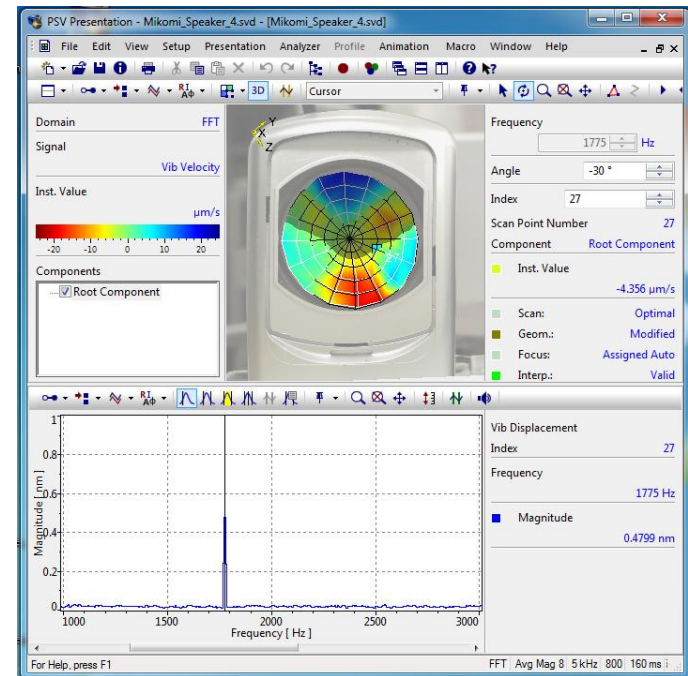 PSV Presentation - Mikomi_Speaker_4.svd - [Mikomi_Speaker_4.svd]
File Edit View Setup Presentation Analyzer Profile Animation Macro Window Help
3D Cursor
Domain FFT
Signal
Vib Velocity
Inst. Value
µm/s
-20 -10 0 10 20
Components
Root Component
Y
X
Z
Frequency
1775 Hz
Angle -30 °
Index 27
Scan Point Number 27
Component Root Component
Inst. Value
-4.356 µm/s
Scan: Optimal
Geom.: Modified
Focus: Assigned Auto
Interp.: Valid
Magnitude [ nm ]
1
0.8
0.6
0.4
0.2
0
1000 1500 2000 2500 3000
Frequency [ Hz ]
Vib Displacement
Index 27
Frequency
1775 Hz
Magnitude
0.4799 nm
For Help, press F1
FFT Avg Mag 8 5 kHz 800 160 ms